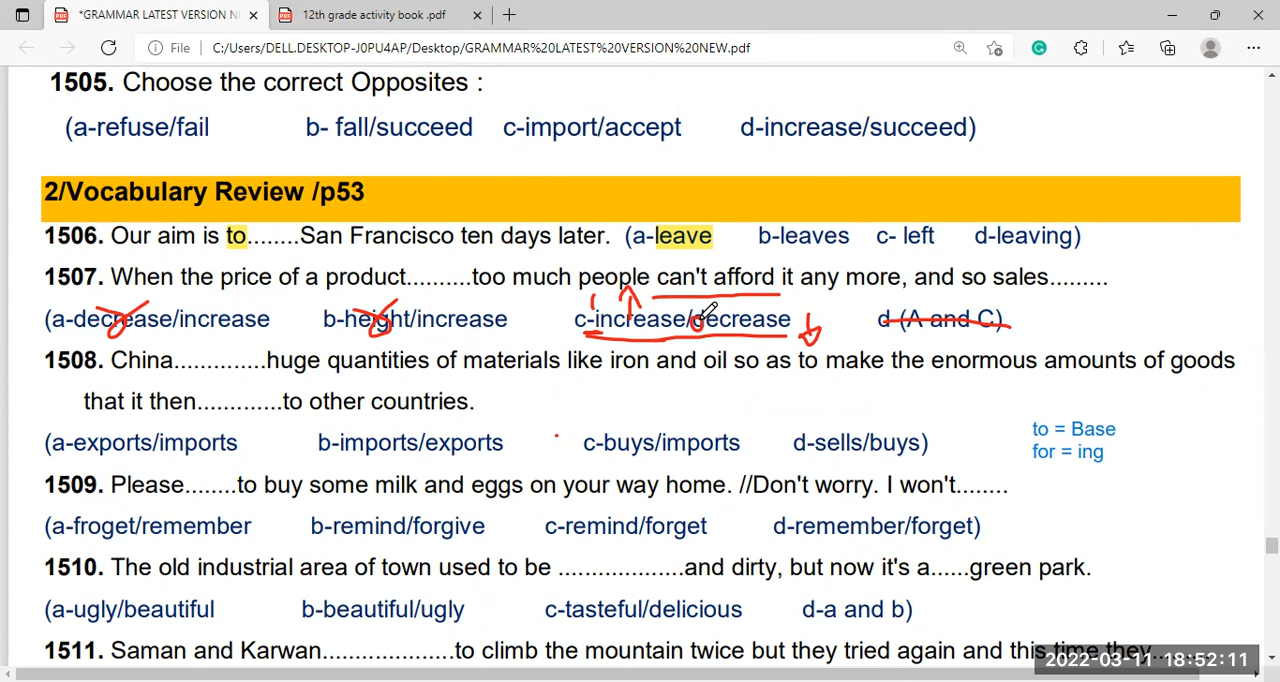 *GRAMMAR LATEST VERSION N
12th grade activity book .pdf
File
C:/Users/DELL.DESKTOP-J0PU4AP/Desktop/GRAMMAR%20LATEST%20VERSION%20NEW.pdf
1505. Choose the correct Opposites :
(a-refuse/fail b- fall/succeed c-import/accept d-increase/succeed)
2/Vocabulary Review /p53
1506. Our aim is to........San Francisco ten days later. (a-leave b-leaves c- left d-leaving)
1507. When the price of a product..........too much people can't afford it any more, and so sales.........
(a-decrease/increase b-height/increase c-increase/decrease d-(A and C)
1508. China..............huge quantities of materials like iron and oil so as to make the enormous amounts of goods
that it then.............to other countries.
to = Base
(a-exports/imports b-imports/exports c-buys/imports d-sells/buys)
for = ing
1509. Please........to buy some milk and eggs on your way home. //Don't worry. I won't........
(a-froget/remember b-remind/forgive c-remind/forget d-remember/forget)
1510. The old industrial area of town used to be ...................and dirty, but now it's a......green park.
(a-ugly/beautiful b-beautiful/ugly c-tasteful/delicious d-a and b)
1511. Saman and Karwan....................to climb the mountain twice but they tried again and this time they
2022-03-11 18:52:11